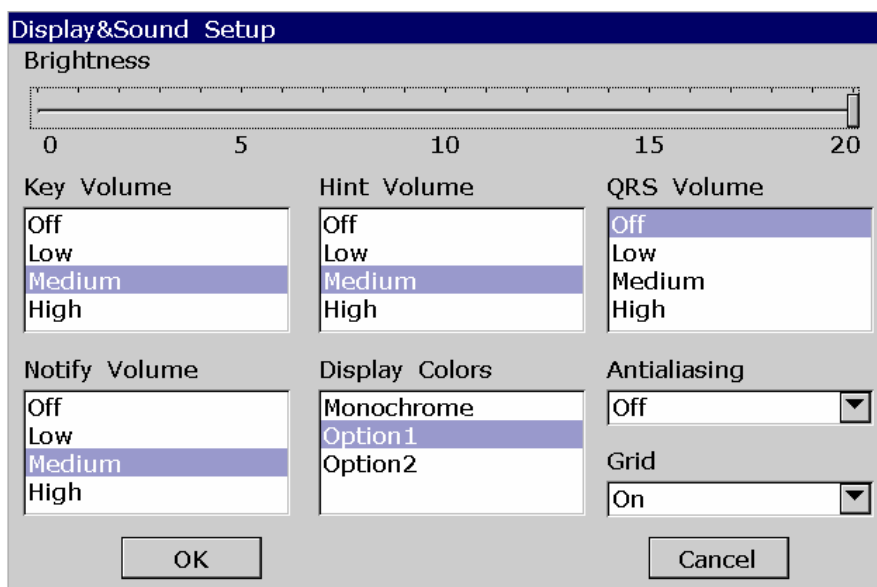 Display&Sound Setup
Brightness
0 5 10 15 20
Key Volume
Off
Low
Medium
High
Hint Volume
Off
Low
Medium
High
QRS Volume
Off
Low
Medium
High
Notify Volume
Off
Low
Medium
High
Display Colors
Monochrome
Option1
Option2
Antialiasing
Off
Grid
On
OK
Cancel